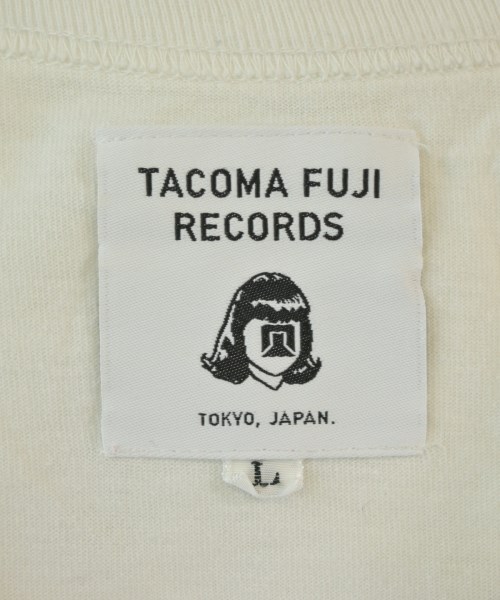 TACOMA FUJI
RECORDS
TOKYO, JAPAN.
L